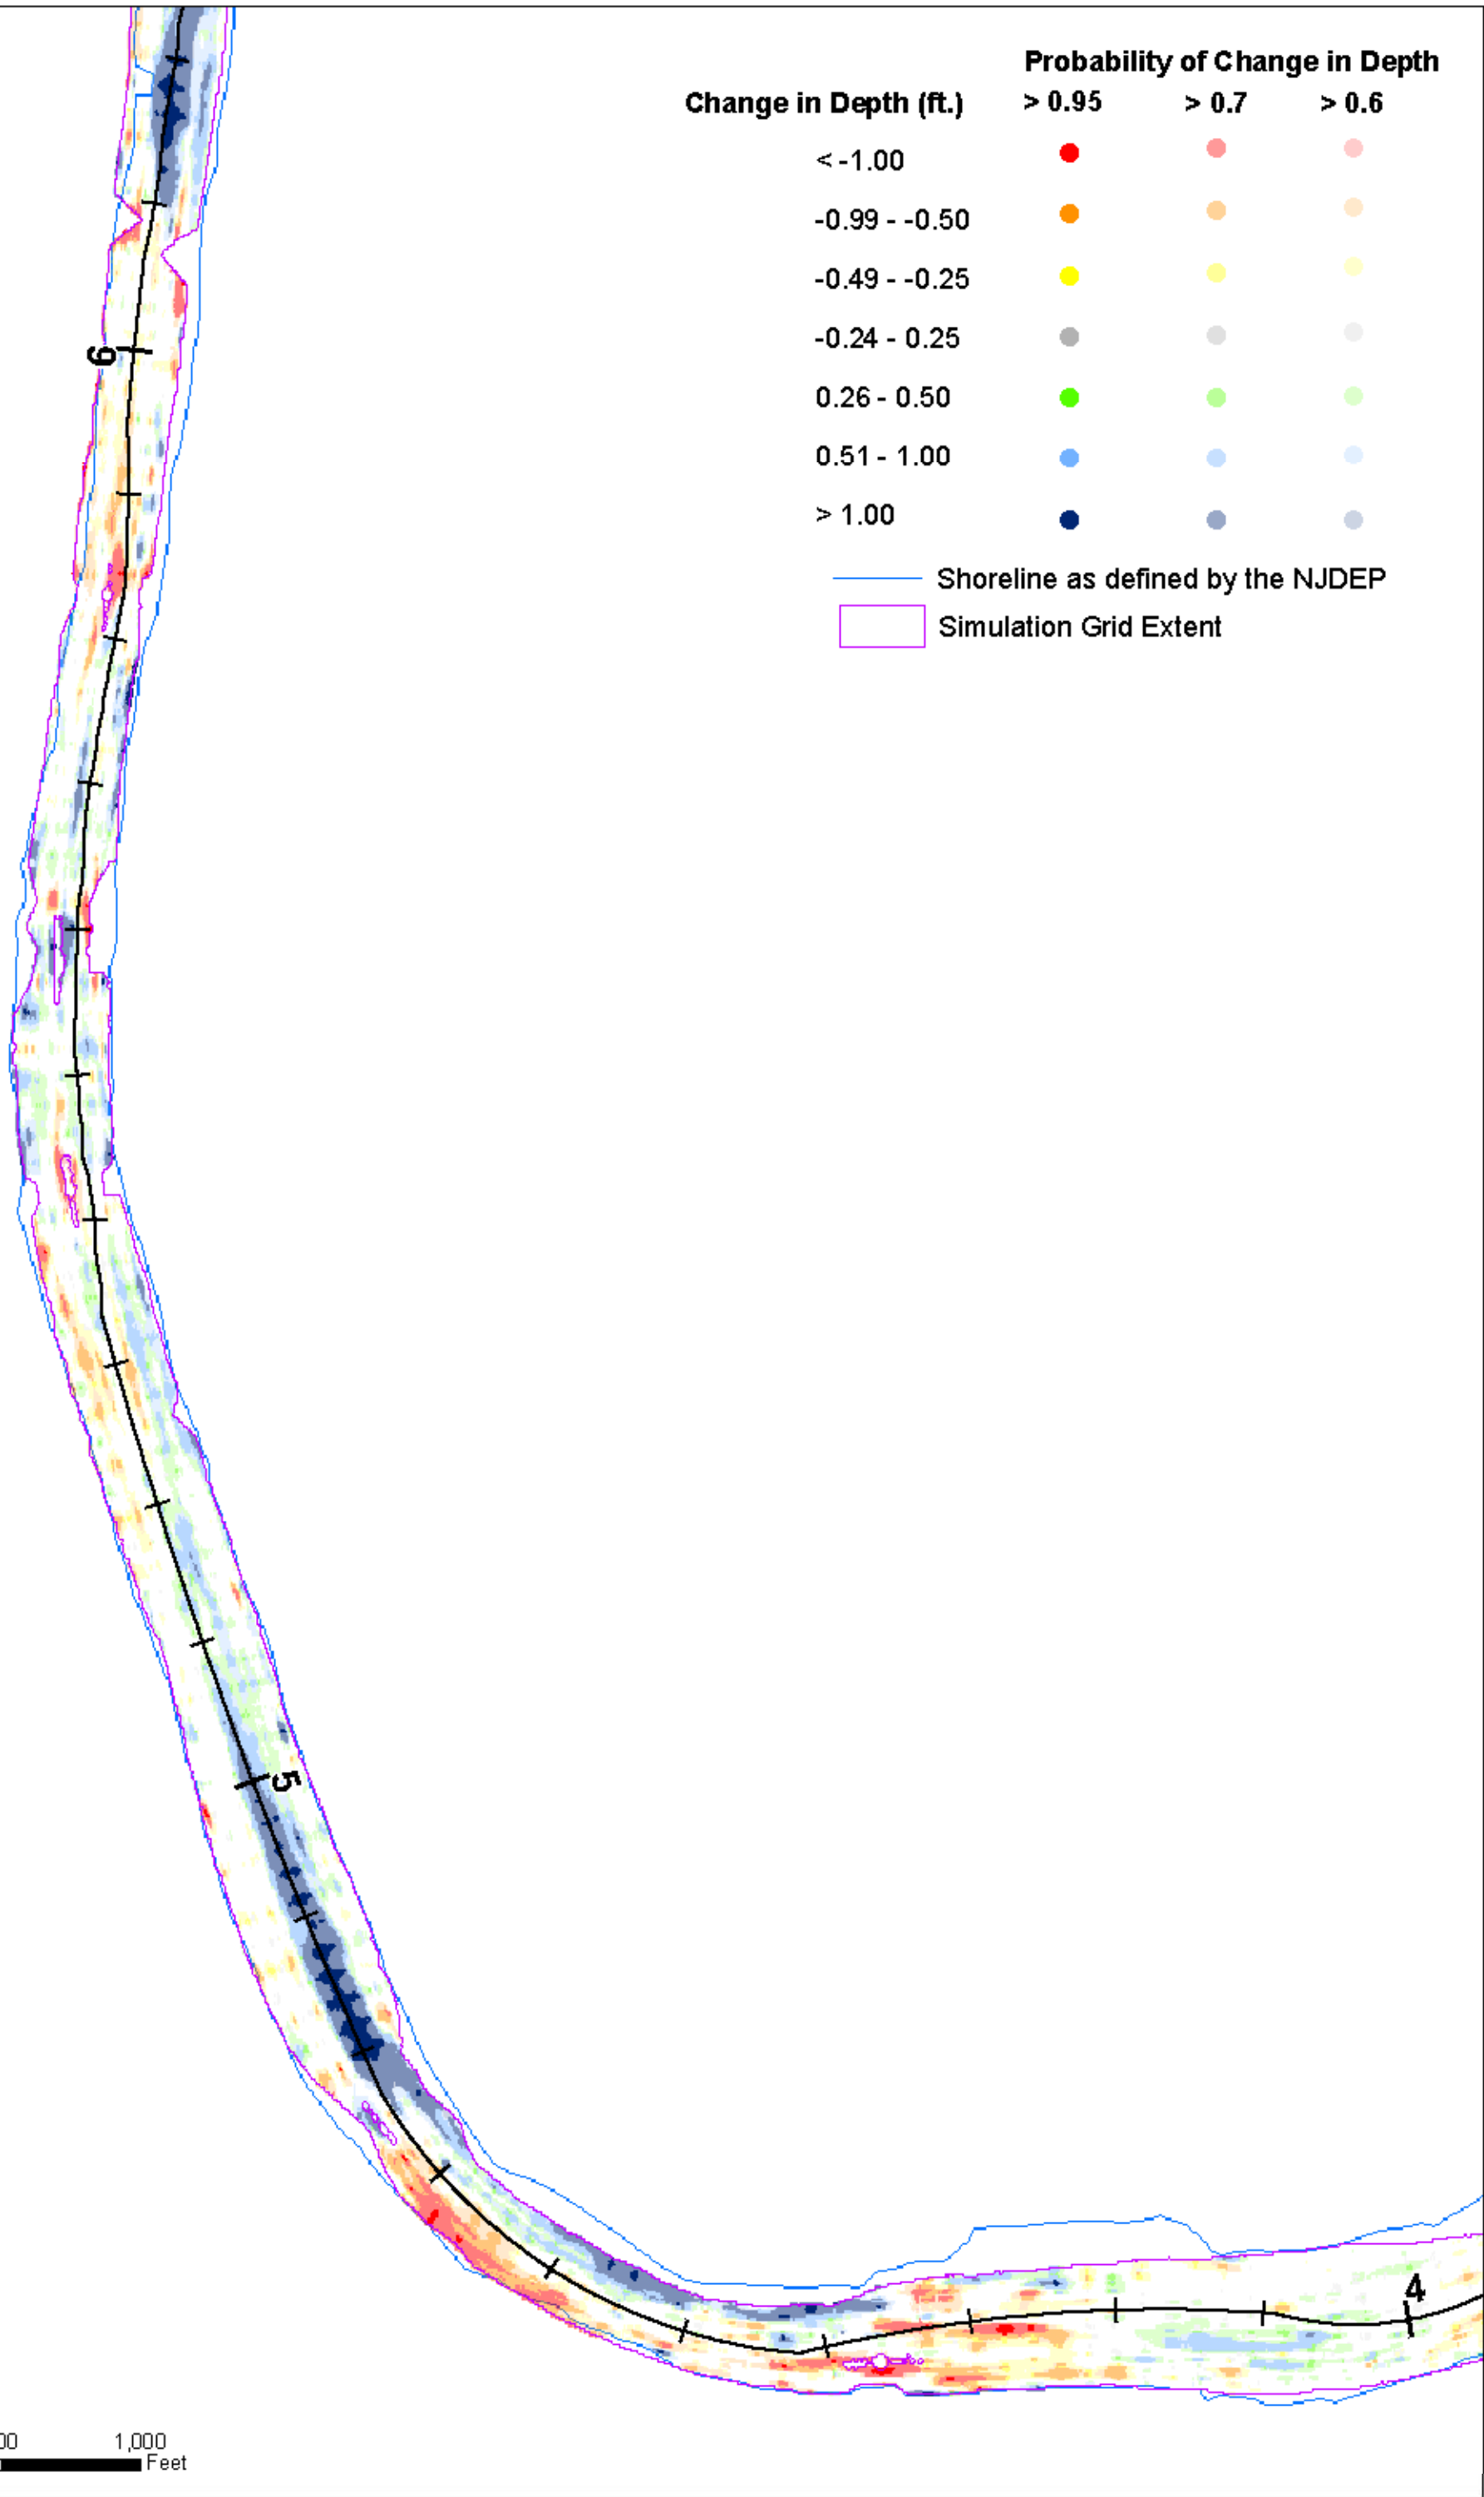 Probability of Change in Depth
Change in Depth (ft.) > 0.95 > 0.7 > 0.6
< -1.00
-0.99 - -0.50
-0.49 - -0.25
-0.24 - 0.25
0.26 - 0.50
0.51 - 1.00
> 1.00
Shoreline as defined by the NJDEP
Simulation Grid Extent
6
5
4
00 1,000
Feet